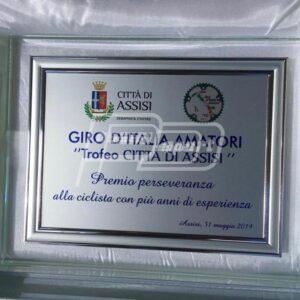 CITTÀ DI
ASSISI
GIRO D'ITALIA AMATORI
"Trofeo CITTÀ DI ASSISI"
Premio perseveranza
alla ciclista con più anni di esperienza
Assisi, 31 maggio 2014